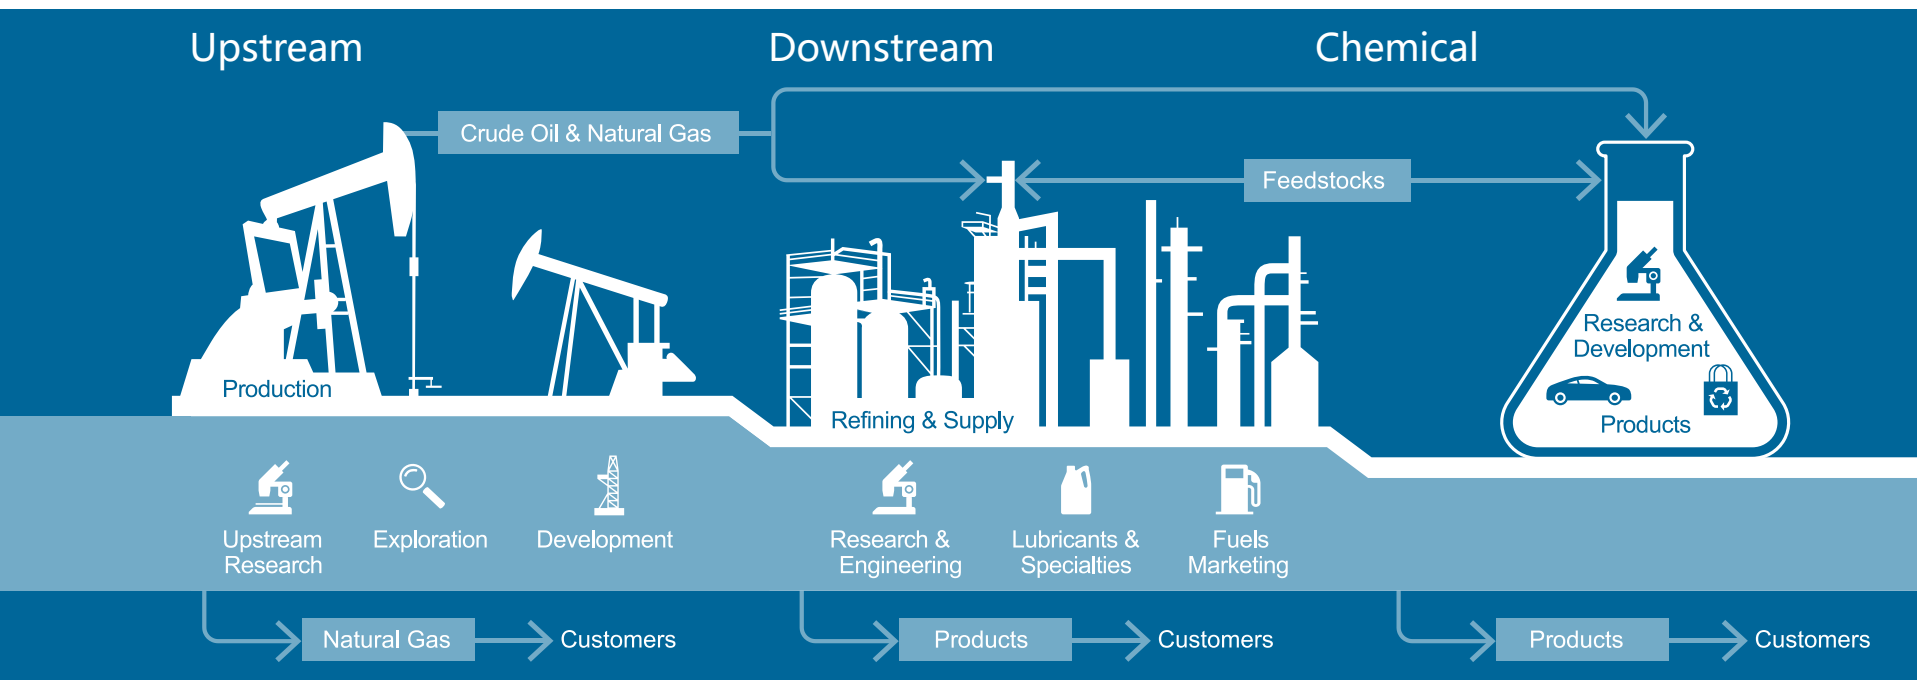 Upstream
Downstream
Chemical
Crude Oil & Natural Gas
Feedstocks
Research &
Development
Products
Production
Refining & Supply
Upstream
Research
Exploration
Development
Research &
Engineering
Lubricants &
Specialties
Fuels
Marketing
Natural Gas
Customers
Products
Customers
Products
Customers